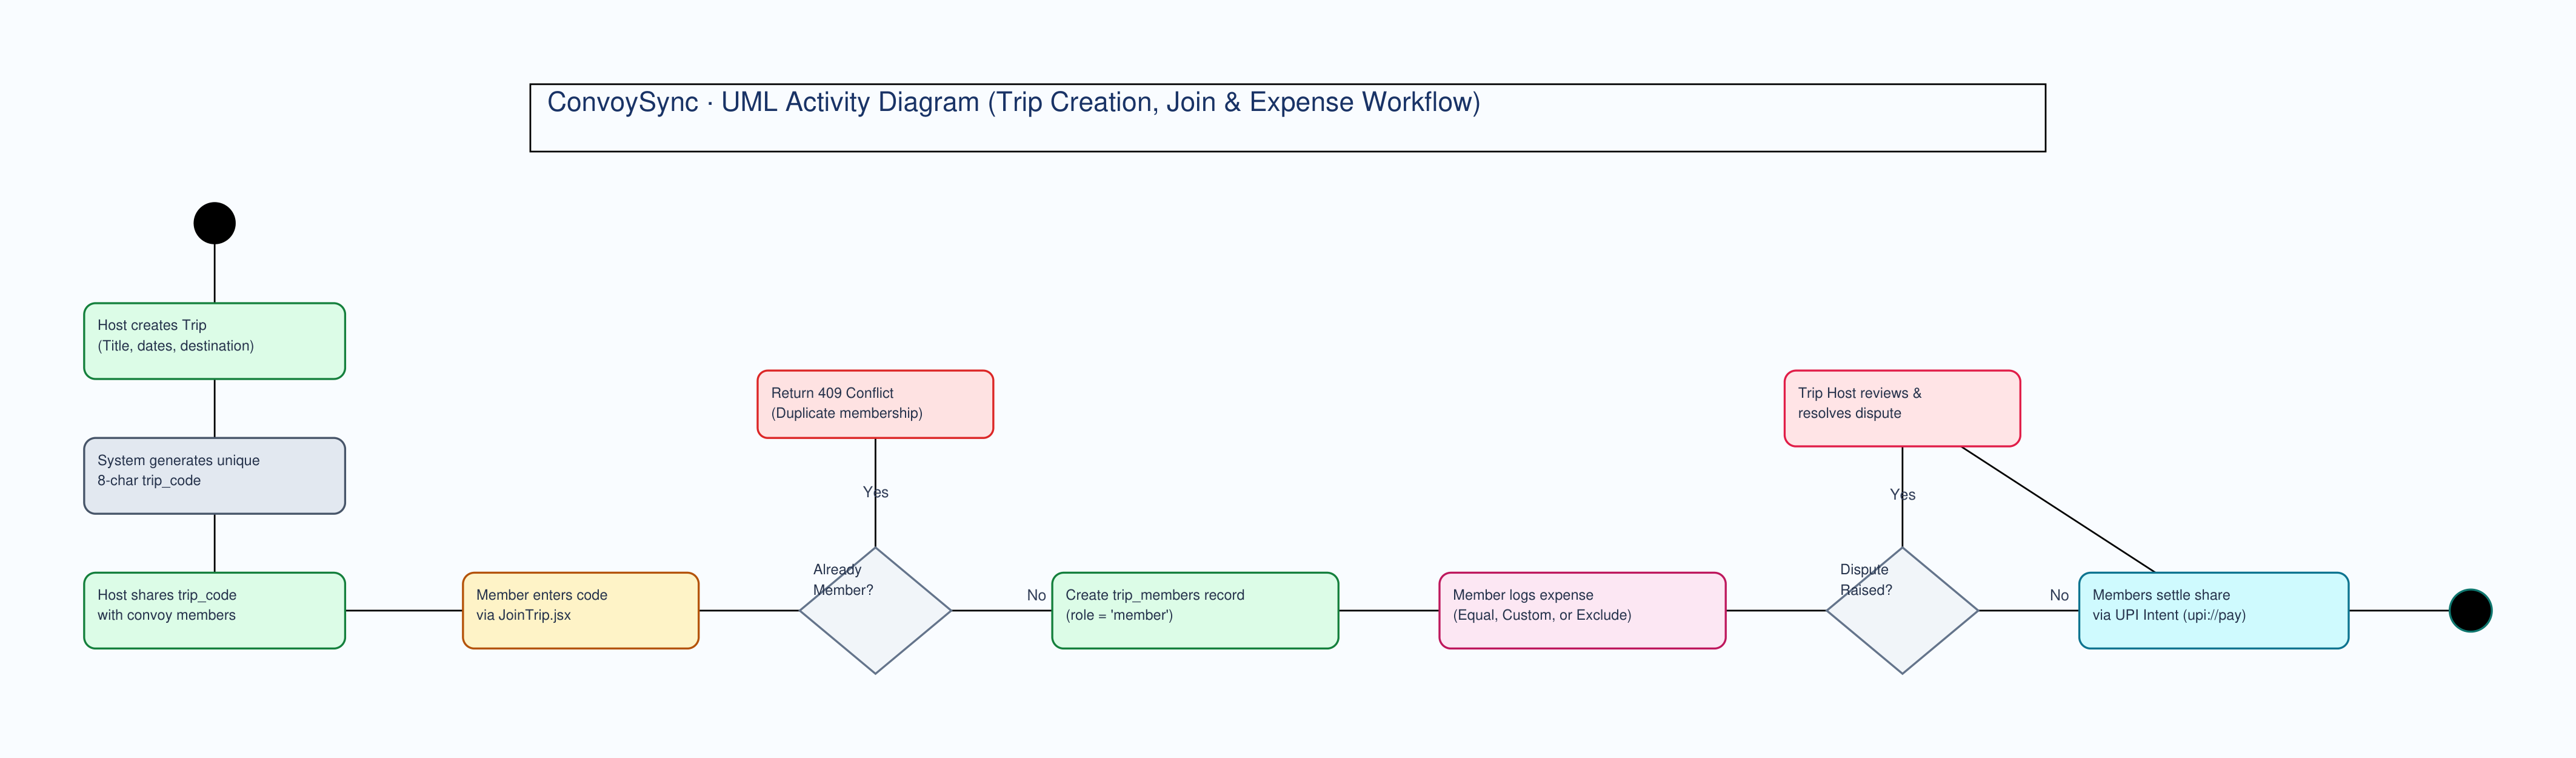 ConvoySync · UML Activity Diagram (Trip Creation, Join & Expense Workflow)
Host creates Trip
(Title, dates, destination)
System generates unique
8-char trip_code
Host shares trip_code
with convoy members
Member enters code
via JoinTrip.jsx
Return 409 Conflict
(Duplicate membership)
Yes
Already
Member?
No
Create trip_members record
(role = 'member')
Member logs expense
(Equal, Custom, or Exclude)
Trip Host reviews &
resolves dispute
Yes
Dispute
Raised?
No
Members settle share
via UPI Intent (upi://pay)